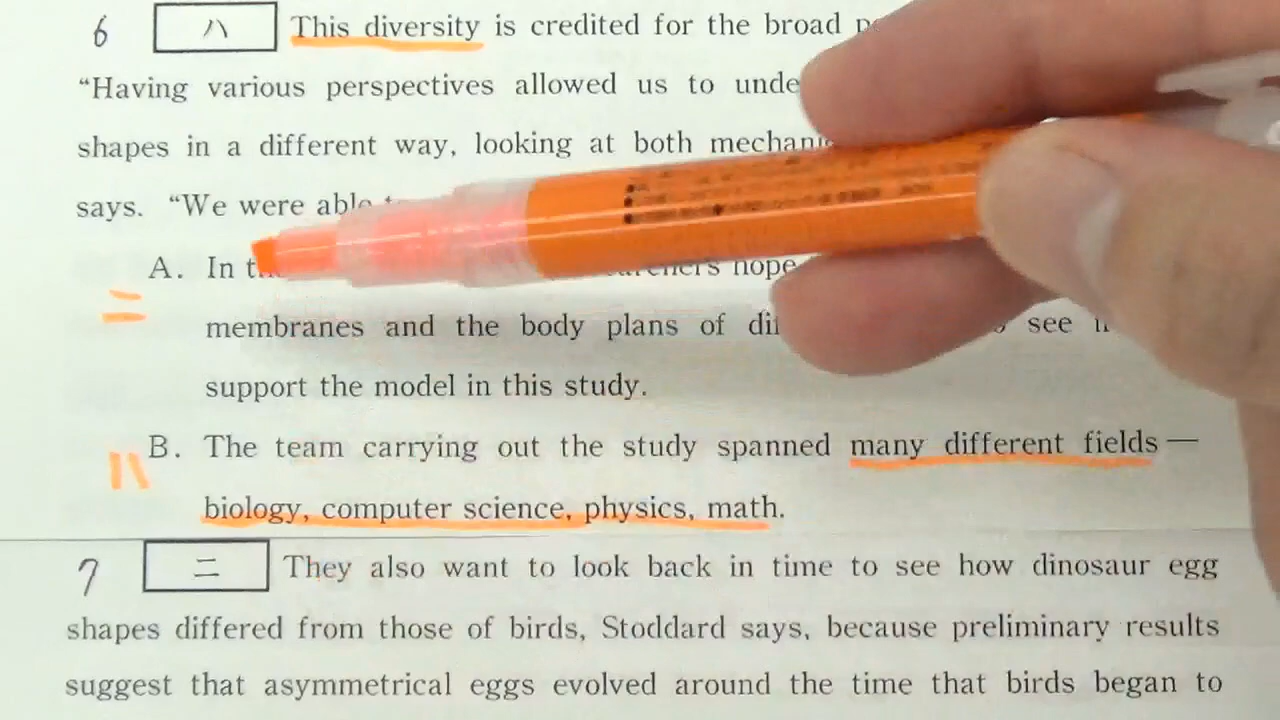 6 ハ This diversity is credited for the broad
“Having various perspectives allowed us to
shapes in a different way, looking at both
says. “We were able
A. In hope
membranes and the body plans of see
support the model in this study.
B. The team carrying out the study spanned many different fields —
biology, computer science, physics, math.
7 ニ They also want to look back in time to see how dinosaur egg
shapes differed from those of birds, Stoddard says, because preliminary results
suggest that asymmetrical eggs evolved around the time that birds began to